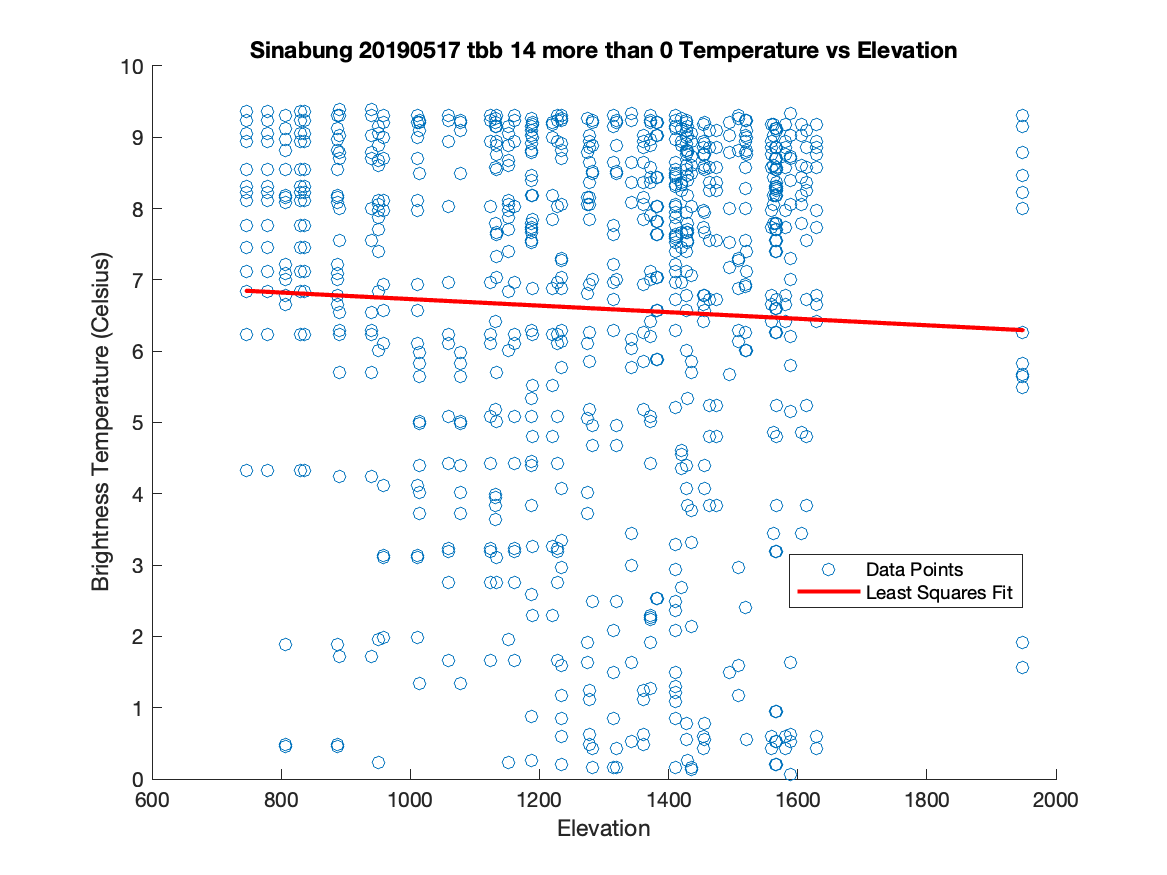 Sinabung 20190517 tbb 14 more than 0 Temperature vs Elevation
10
9
8
7
6
5
4
3
2
1
0
Brightness Temperature (Celsius)
Data Points
Least Squares Fit
600 800 1000 1200 1400 1600 1800 2000
Elevation